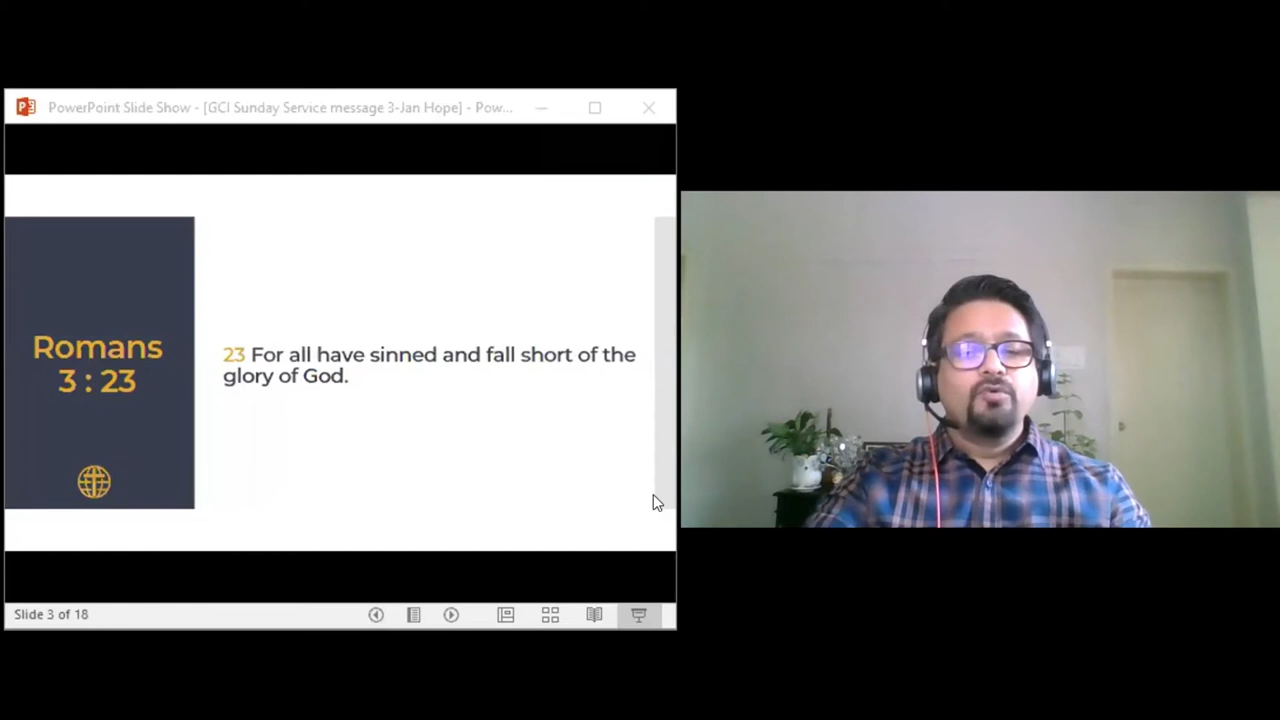 PowerPoint Slide Show - [GCI Sunday Service message 3-Jan Hope] - Pow...
Romans
3 : 23
23 For all have sinned and fall short of the
glory of God.
Slide 3 of 18